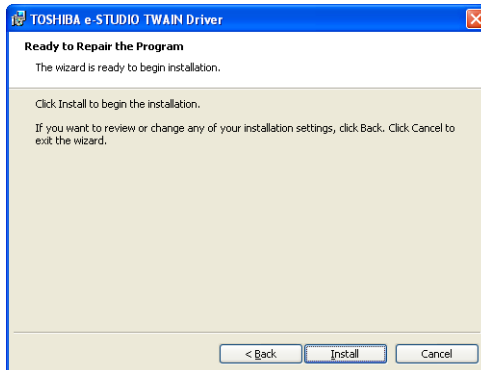 TOSHIBA e-STUDIO TWAIN Driver
Ready to Repair the Program
The wizard is ready to begin installation.
Click Install to begin the installation.
If you want to review or change any of your installation settings, click Back. Click Cancel to
exit the wizard.
< Back Install Cancel